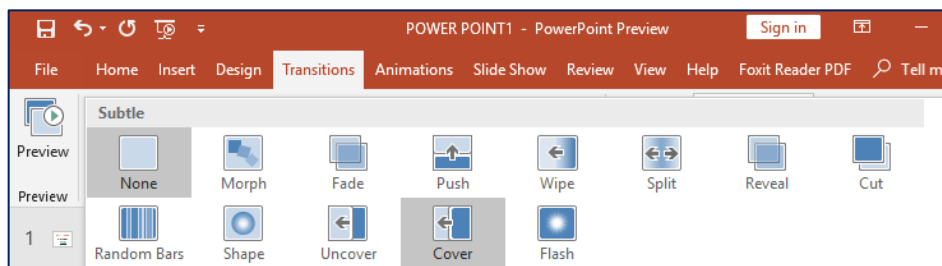 POWER POINT1 - PowerPoint Preview Sign in
File Home Insert Design Transitions Animations Slide Show Review View Help Foxit Reader PDF Tell m
Subtle
Preview
None Morph Fade Push Wipe Split Reveal Cut
Preview
1
Random Bars Shape Uncover Cover Flash